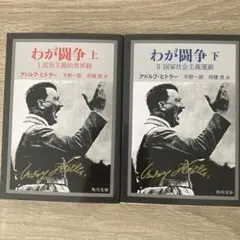 わが闘争 上
I 民族主義的世界観
アドルフ・ヒトラー 平野一郎・将積 茂 訳
角川文庫
わが闘争 下
II 国家社会主義運動
アドルフ・ヒトラー 平野一郎・将積 茂 訳
角川文庫